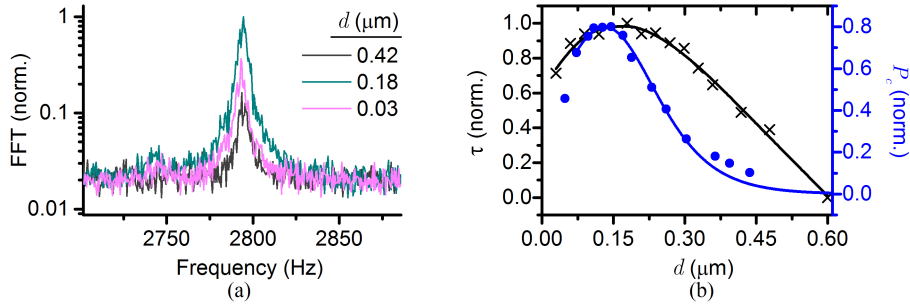 (a)
FFT (norm.)
1
0.1
0.01
d (μm)
0.42
0.18
0.03
2750 2800 2850
Frequency (Hz)
(a)
(b)
τ (norm.)
1.0
0.8
0.6
0.4
0.2
0.0
0.8
0.6
0.4
0.2
0.0
P_c (norm.)
0.00 0.15 0.30 0.45 0.60
d (μm)
(b)